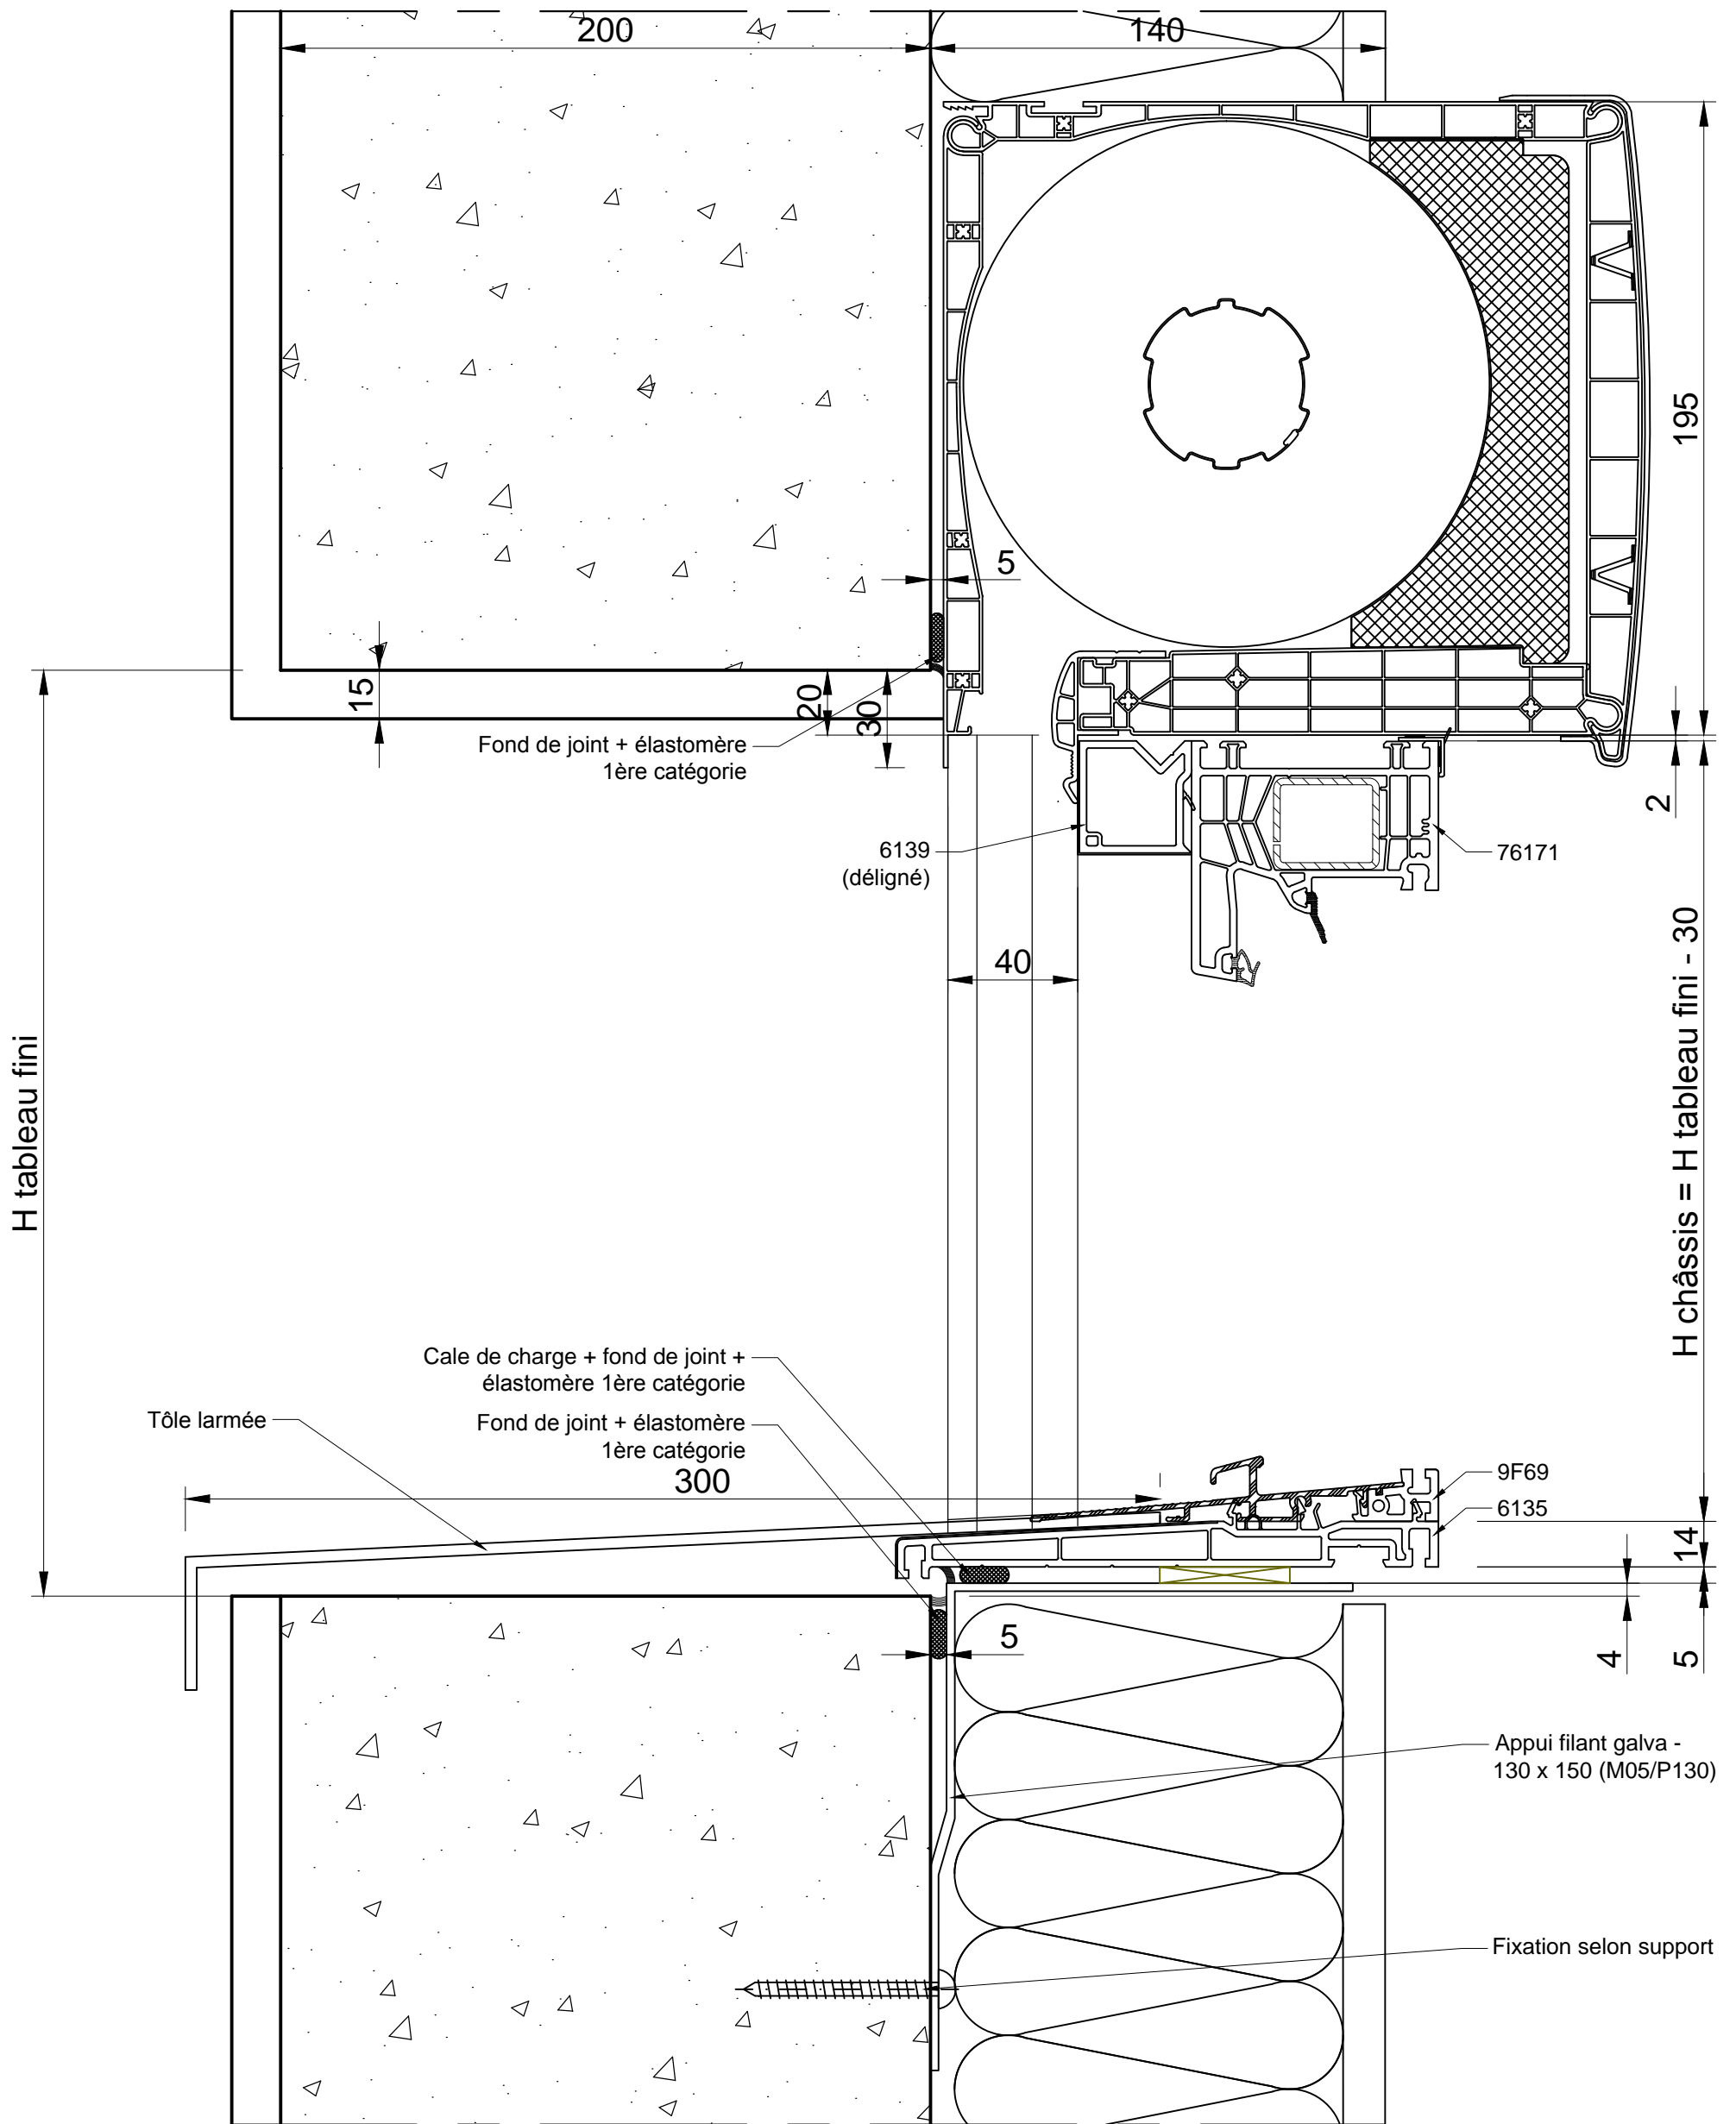 200
140
195
5
15
20
30
Fond de joint + élastomère
1ère catégorie
2
6139
(déligné)
76171
40
H tableau fini
H châssis = H tableau fini - 30
Cale de charge + fond de joint +
élastomère 1ère catégorie
Tôle larmée
Fond de joint + élastomère
1ère catégorie
300
9F69
6135
14
5
4
5
Appui filant galva -
130 x 150 (M05/P130)
Fixation selon support